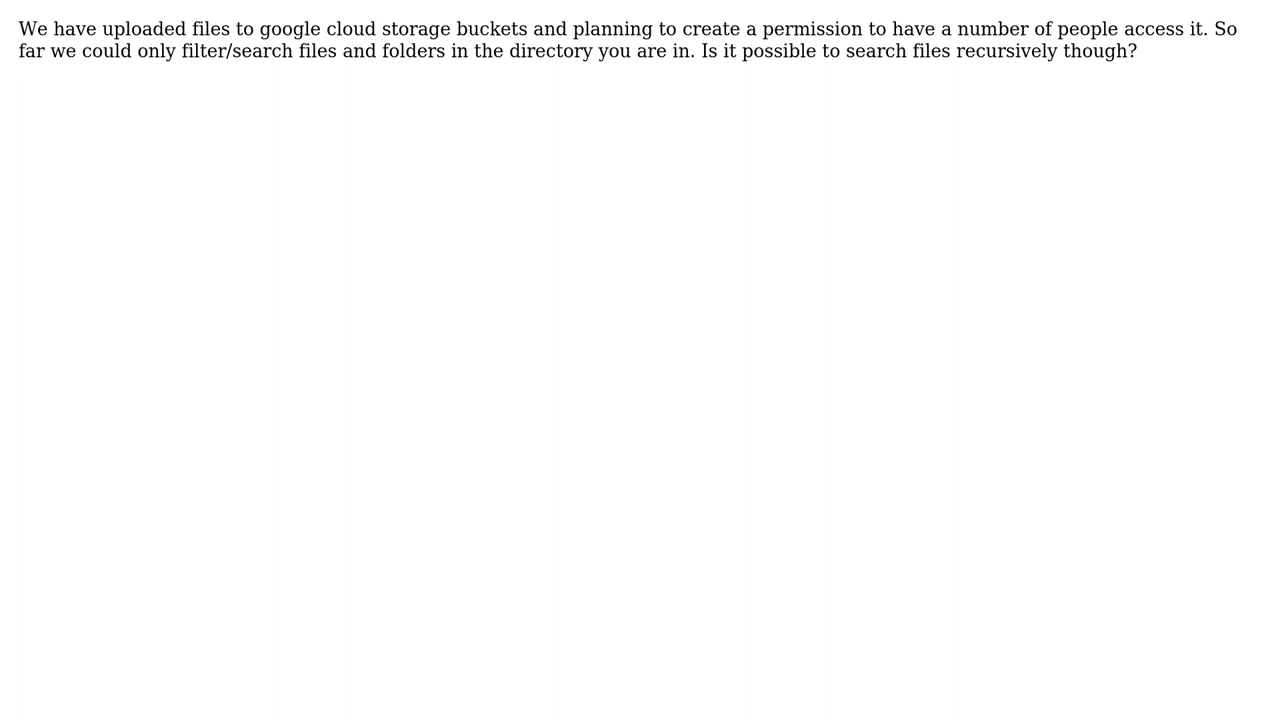 We have uploaded files to google cloud storage buckets and planning to create a permission to have a number of people access it. So
far we could only filter/search files and folders in the directory you are in. Is it possible to search files recursively though?